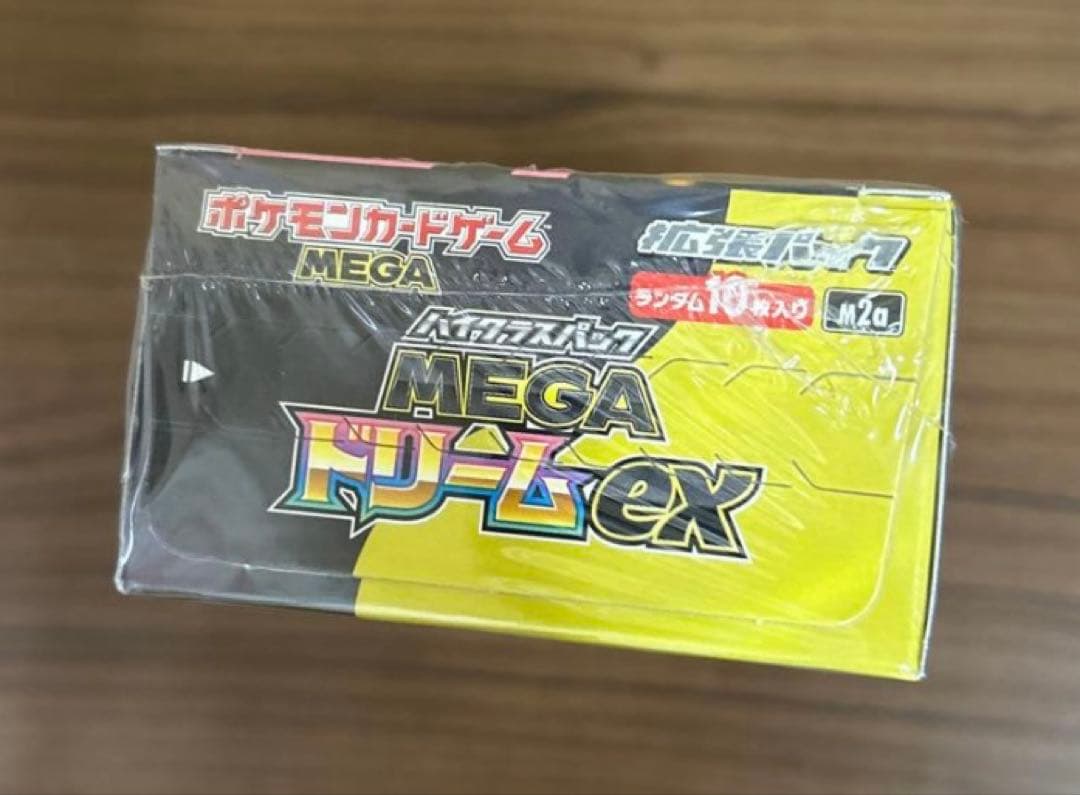 ポケモンカードゲーム
MEGA
拡張パック
ランダム10枚入り
M2a
ハイクラスパック
MEGA
ドリームex